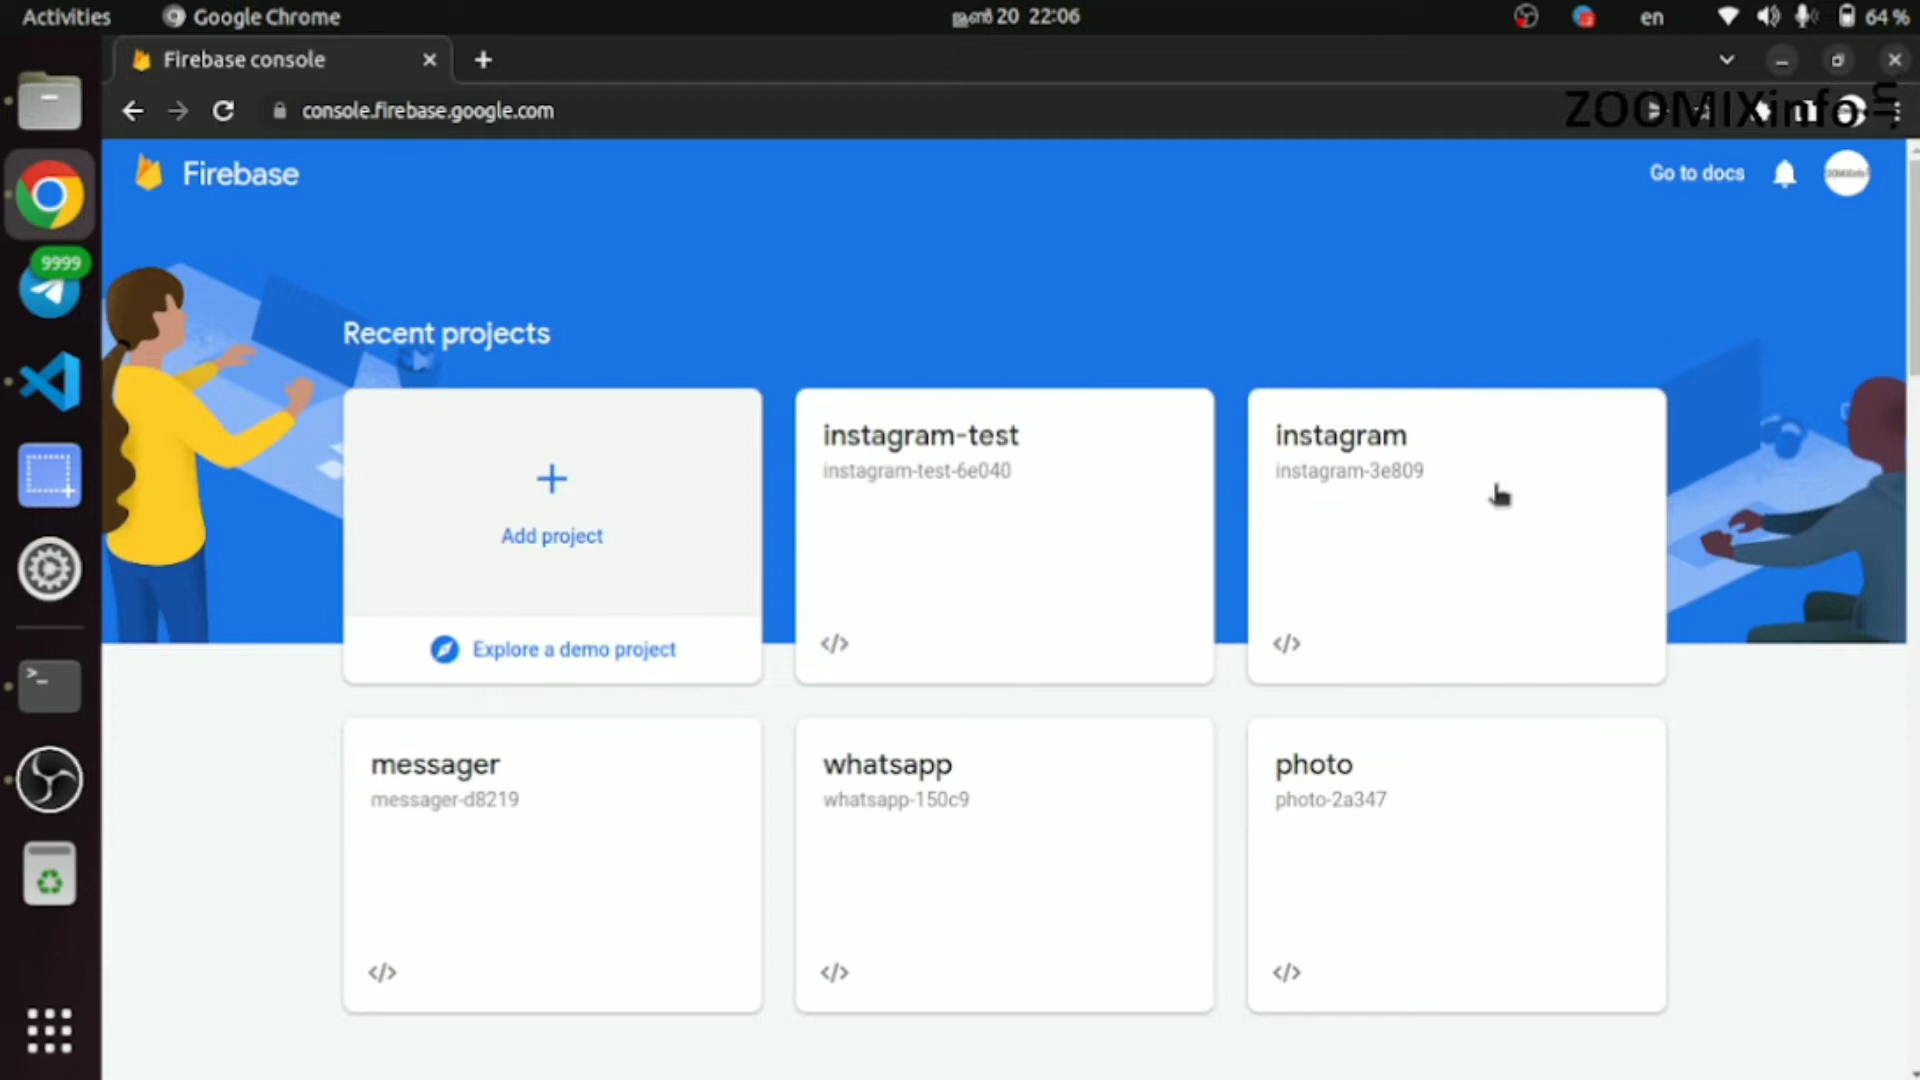 Activities
Google Chrome
ജൂൺ 20 22:06
en
64 %
Firebase console
console.firebase.google.com
ZOOMIXinfo
Firebase
Go to docs
9999
Recent projects
Add project
Explore a demo project
instagram-test
instagram-test-6e040
instagram
instagram-3e809
messager
messager-d8219
whatsapp
whatsapp-150c9
photo
photo-2a347